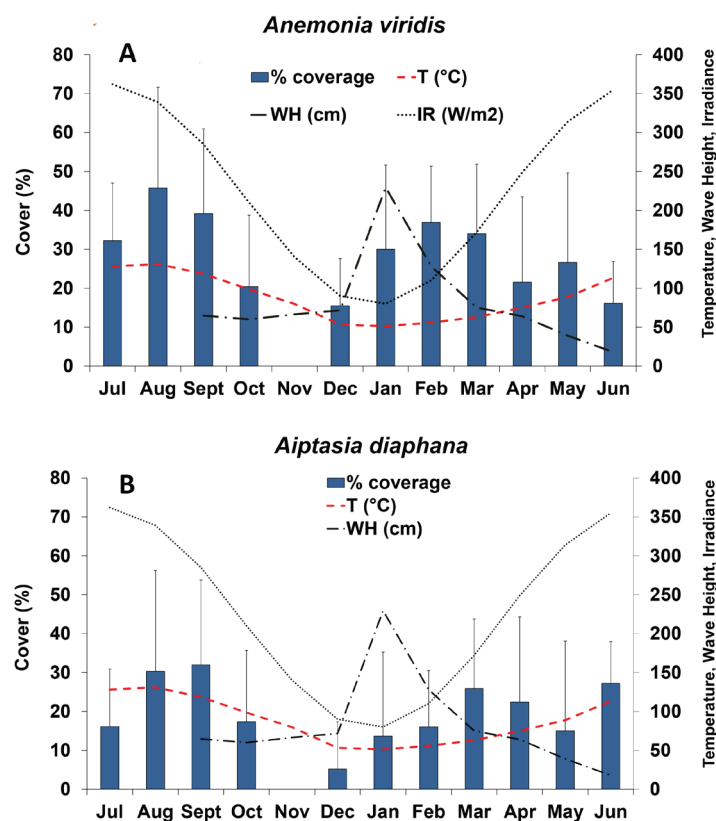 Anemonia viridis
A
% coverage
T (°C)
WH (cm)
IR (W/m2)
80
70
60
50
40
30
20
10
0
Cover (%)
400
350
300
250
200
150
100
50
0
Temperature, Wave Height, Irradiance
Jul Aug Sept Oct Nov Dec Jan Feb Mar Apr May Jun
Aiptasia diaphana
B
% coverage
T (°C)
WH (cm)
80
70
60
50
40
30
20
10
0
Cover (%)
400
350
300
250
200
150
100
50
0
Temperature, Wave Height, Irradiance
Jul Aug Sept Oct Nov Dec Jan Feb Mar Apr May Jun